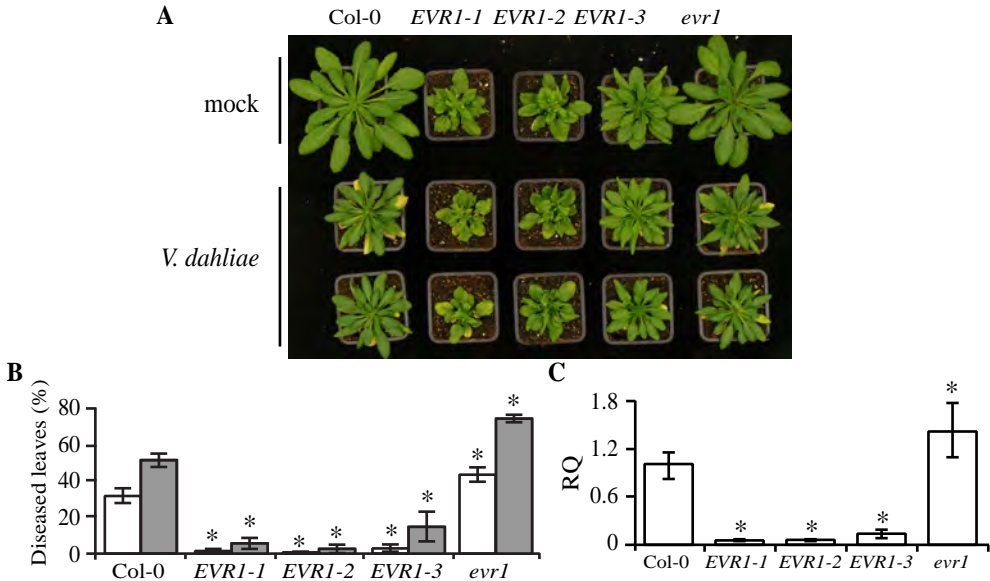 A
Col-0 EVR1-1 EVR1-2 EVR1-3 evr1
mock
V. dahliae
B
Diseased leaves (%)
80
60
40
20
0
* * * * * * * *
Col-0 EVR1-1 EVR1-2 EVR1-3 evr1
C
RQ
1.8
1.2
0.6
0
* * * *
Col-0 EVR1-1 EVR1-2 EVR1-3 evr1